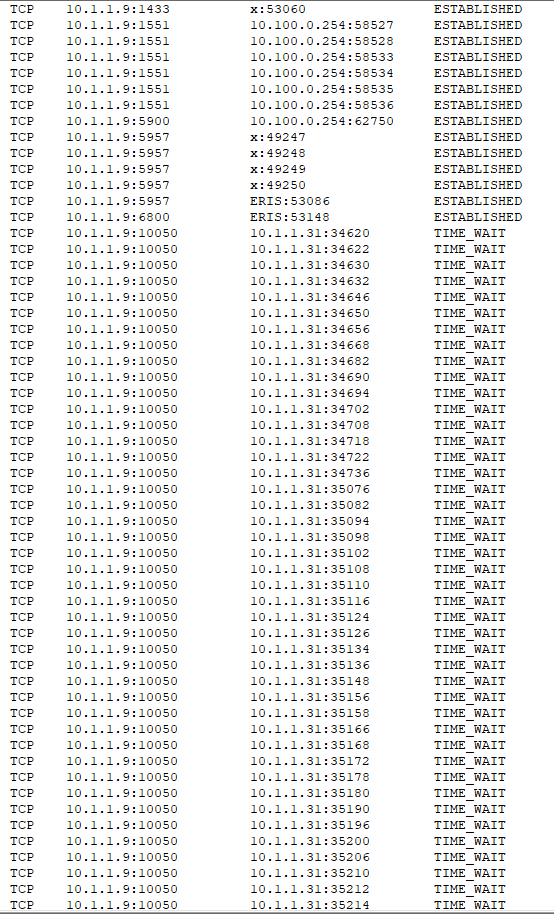 TCP 10.1.1.9:1433 x:53060 ESTABLISHED
TCP 10.1.1.9:1551 10.100.0.254:58527 ESTABLISHED
TCP 10.1.1.9:1551 10.100.0.254:58528 ESTABLISHED
TCP 10.1.1.9:1551 10.100.0.254:58533 ESTABLISHED
TCP 10.1.1.9:1551 10.100.0.254:58534 ESTABLISHED
TCP 10.1.1.9:1551 10.100.0.254:58535 ESTABLISHED
TCP 10.1.1.9:1551 10.100.0.254:58536 ESTABLISHED
TCP 10.1.1.9:5900 10.100.0.254:62750 ESTABLISHED
TCP 10.1.1.9:5957 x:49247 ESTABLISHED
TCP 10.1.1.9:5957 x:49248 ESTABLISHED
TCP 10.1.1.9:5957 x:49249 ESTABLISHED
TCP 10.1.1.9:5957 x:49250 ESTABLISHED
TCP 10.1.1.9:5957 ERIS:53086 ESTABLISHED
TCP 10.1.1.9:6800 ERIS:53148 ESTABLISHED
TCP 10.1.1.9:10050 10.1.1.31:34620 TIME_WAIT
TCP 10.1.1.9:10050 10.1.1.31:34622 TIME_WAIT
TCP 10.1.1.9:10050 10.1.1.31:34630 TIME_WAIT
TCP 10.1.1.9:10050 10.1.1.31:34632 TIME_WAIT
TCP 10.1.1.9:10050 10.1.1.31:34646 TIME_WAIT
TCP 10.1.1.9:10050 10.1.1.31:34650 TIME_WAIT
TCP 10.1.1.9:10050 10.1.1.31:34656 TIME_WAIT
TCP 10.1.1.9:10050 10.1.1.31:34668 TIME_WAIT
TCP 10.1.1.9:10050 10.1.1.31:34682 TIME_WAIT
TCP 10.1.1.9:10050 10.1.1.31:34690 TIME_WAIT
TCP 10.1.1.9:10050 10.1.1.31:34694 TIME_WAIT
TCP 10.1.1.9:10050 10.1.1.31:34702 TIME_WAIT
TCP 10.1.1.9:10050 10.1.1.31:34708 TIME_WAIT
TCP 10.1.1.9:10050 10.1.1.31:34718 TIME_WAIT
TCP 10.1.1.9:10050 10.1.1.31:34722 TIME_WAIT
TCP 10.1.1.9:10050 10.1.1.31:34736 TIME_WAIT
TCP 10.1.1.9:10050 10.1.1.31:35076 TIME_WAIT
TCP 10.1.1.9:10050 10.1.1.31:35082 TIME_WAIT
TCP 10.1.1.9:10050 10.1.1.31:35094 TIME_WAIT
TCP 10.1.1.9:10050 10.1.1.31:35098 TIME_WAIT
TCP 10.1.1.9:10050 10.1.1.31:35102 TIME_WAIT
TCP 10.1.1.9:10050 10.1.1.31:35108 TIME_WAIT
TCP 10.1.1.9:10050 10.1.1.31:35110 TIME_WAIT
TCP 10.1.1.9:10050 10.1.1.31:35116 TIME_WAIT
TCP 10.1.1.9:10050 10.1.1.31:35124 TIME_WAIT
TCP 10.1.1.9:10050 10.1.1.31:35126 TIME_WAIT
TCP 10.1.1.9:10050 10.1.1.31:35134 TIME_WAIT
TCP 10.1.1.9:10050 10.1.1.31:35136 TIME_WAIT
TCP 10.1.1.9:10050 10.1.1.31:35148 TIME_WAIT
TCP 10.1.1.9:10050 10.1.1.31:35156 TIME_WAIT
TCP 10.1.1.9:10050 10.1.1.31:35158 TIME_WAIT
TCP 10.1.1.9:10050 10.1.1.31:35166 TIME_WAIT
TCP 10.1.1.9:10050 10.1.1.31:35168 TIME_WAIT
TCP 10.1.1.9:10050 10.1.1.31:35172 TIME_WAIT
TCP 10.1.1.9:10050 10.1.1.31:35178 TIME_WAIT
TCP 10.1.1.9:10050 10.1.1.31:35180 TIME_WAIT
TCP 10.1.1.9:10050 10.1.1.31:35190 TIME_WAIT
TCP 10.1.1.9:10050 10.1.1.31:35196 TIME_WAIT
TCP 10.1.1.9:10050 10.1.1.31:35200 TIME_WAIT
TCP 10.1.1.9:10050 10.1.1.31:35206 TIME_WAIT
TCP 10.1.1.9:10050 10.1.1.31:35210 TIME_WAIT
TCP 10.1.1.9:10050 10.1.1.31:35212 TIME_WAIT
TCP 10.1.1.9:10050 10.1.1.31:35214 TIME_WAIT